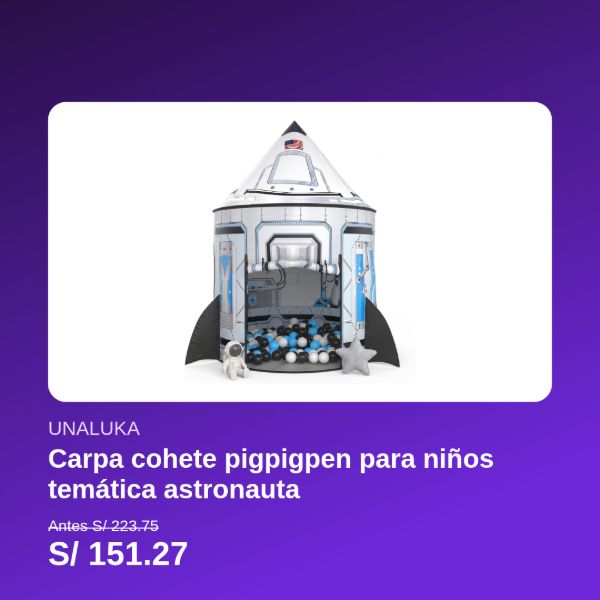 UNALUKA
Carpa cohete pigpigpen para niños
temática astronauta
Antes S/ 223.75
S/ 151.27